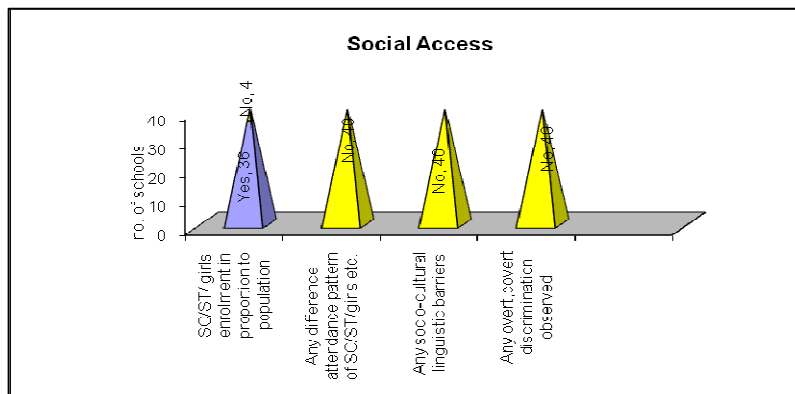 Social Access
no. of schools
40
30
20
10
0
Yes, 36
No, 4
No, 40
No, 40
No, 40
SC/ST/ girls
enrolment in
proportion to
population
Any difference
attendance pattern
of SC/ST/girls etc.
Any socio-cultural
linguistic barriers
Any overt,covert
discrimination
observed